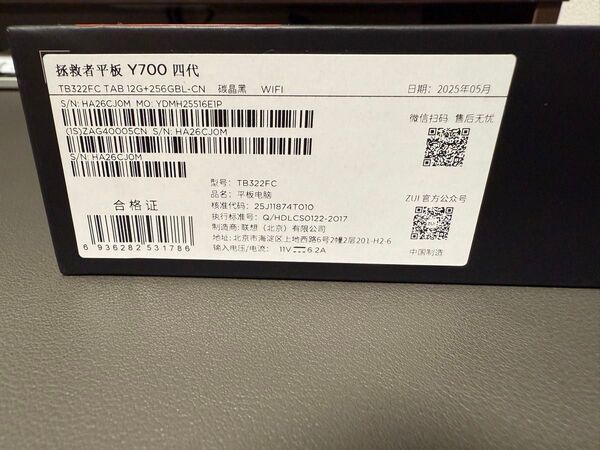 拯救者平板 Y700 四代
TB322FC TAB 12G+256GBL-CN 碳晶黑 WIFI 日期: 2025年05月
S/N: HA26CJ0M MO: YDMH25516E1P
微信扫码 售后无忧
(1S)ZAG40005CN S/N: HA26CJ0M
S/N: HA26CJ0M
型号: TB322FC
品名: 平板电脑
核准代码: 25J11874T010
执行标准号: Q/HDLCS0122-2017
制造商: 联想（北京）有限公司
地址: 北京市海淀区上地西路6号2幢2层201-H2-6
输入电压/电流: 11V⎓6.2A
合格证
6 936282 531786
ZUI 官方公众号
中国制造